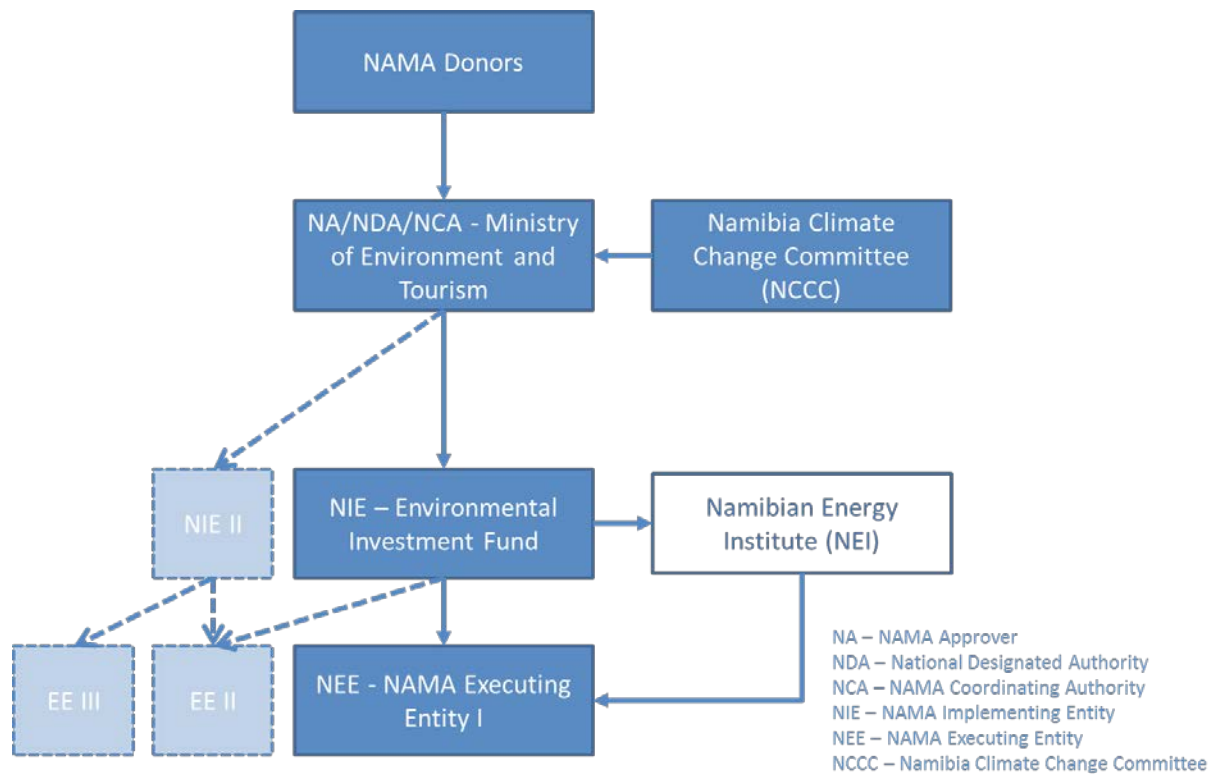 NAMA Donors
NA/NDA/NCA - Ministry
of Environment and
Tourism
Namibia Climate
Change Committee
(NCCC)
NIE II
NIE – Environmental
Investment Fund
Namibian Energy
Institute (NEI)
EE III
EE II
NEE - NAMA Executing
Entity I
NA – NAMA Approver
NDA – National Designated Authority
NCA – NAMA Coordinating Authority
NIE – NAMA Implementing Entity
NEE – NAMA Executing Entity
NCCC – Namibia Climate Change Committee